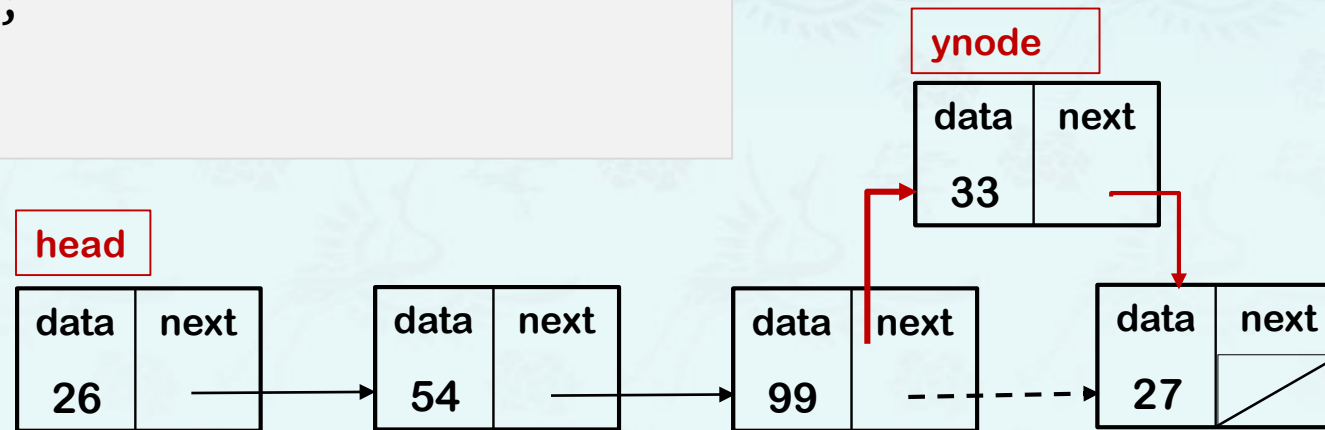 ;
ynode
data next
33
head
data next
26
data next
54
data next
99
data next
27